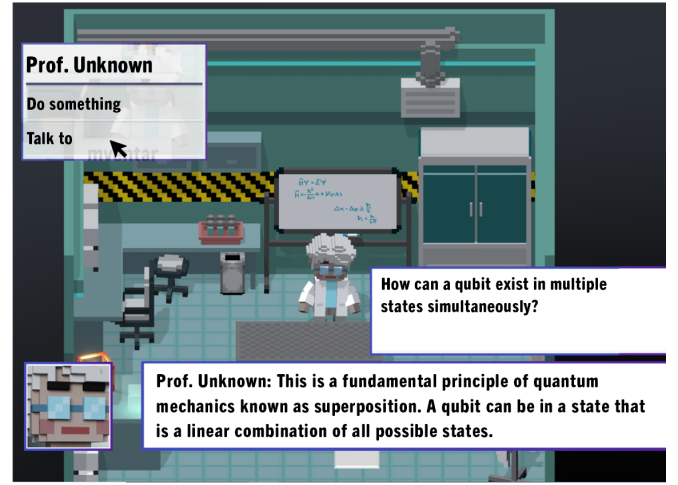 Prof. Unknown
Do something
Talk to
ĤΨ=ΣΨ
How can a qubit exist in multiple
states simultaneously?
Prof. Unknown: This is a fundamental principle of quantum
mechanics known as superposition. A qubit can be in a state that
is a linear combination of all possible states.